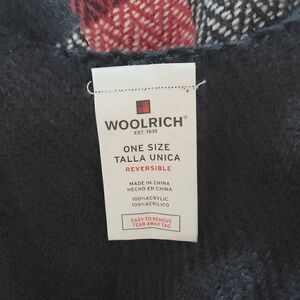 WOOLRICH®
EST. 1830
ONE SIZE
TALLA UNICA
REVERSIBLE
MADE IN CHINA
HECHO EN CHINA
100% ACRYLIC
100% ACRILICO
EASY TO REMOVE
TEAR AWAY TAG